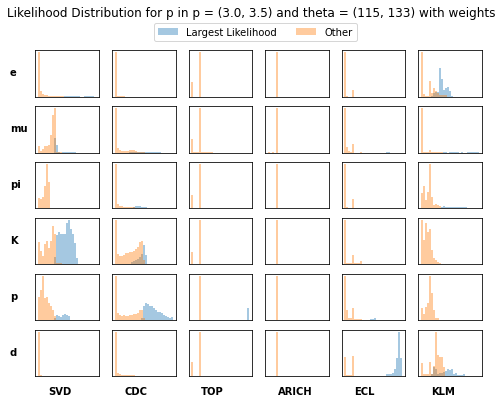 Likelihood Distribution for p in p = (3.0, 3.5) and theta = (115, 133) with weights
Largest Likelihood Other
e
mu
pi
K
p
d
SVD CDC TOP ARICH ECL KLM